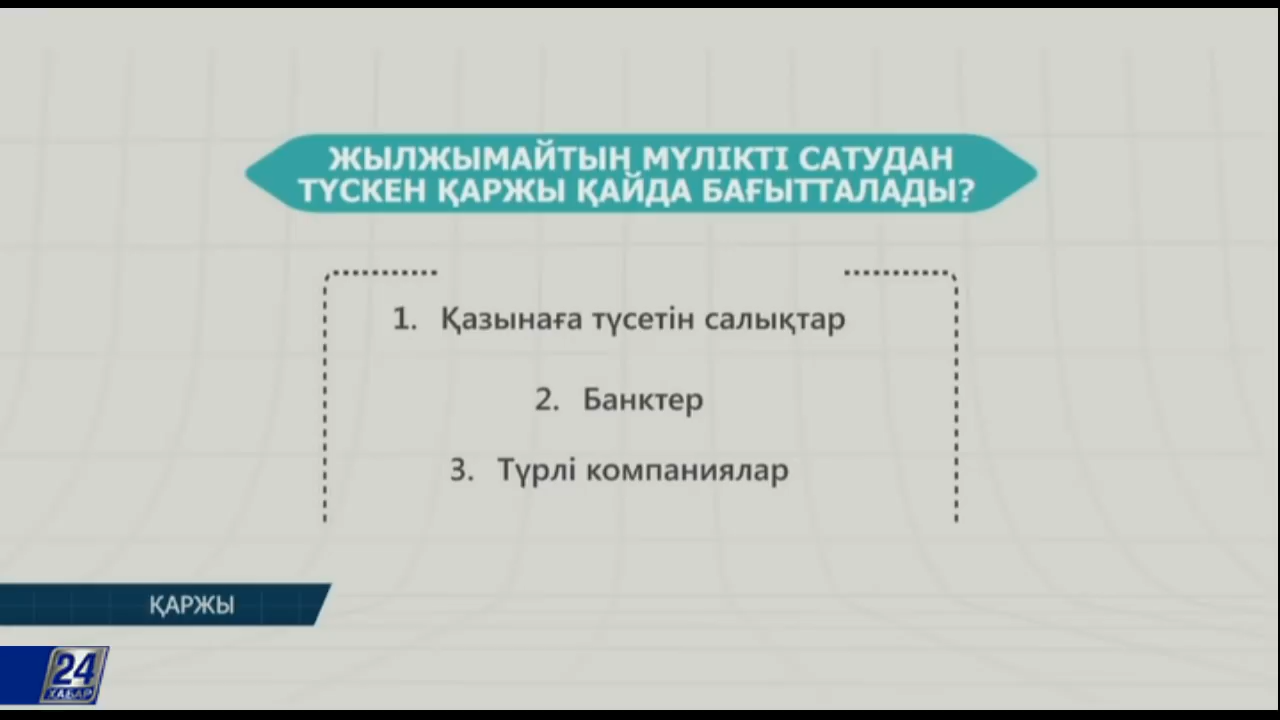 ЖЫЛЖЫМАЙТЫН МҮЛІКТІ САТУДАН
ТҮСКЕН ҚАРЖЫ ҚАЙДА БАҒЫТТАЛАДЫ?
1. Қазынаға түсетін салықтар
2. Банктер
3. Түрлі компаниялар
ҚАРЖЫ
24
ХАБАР